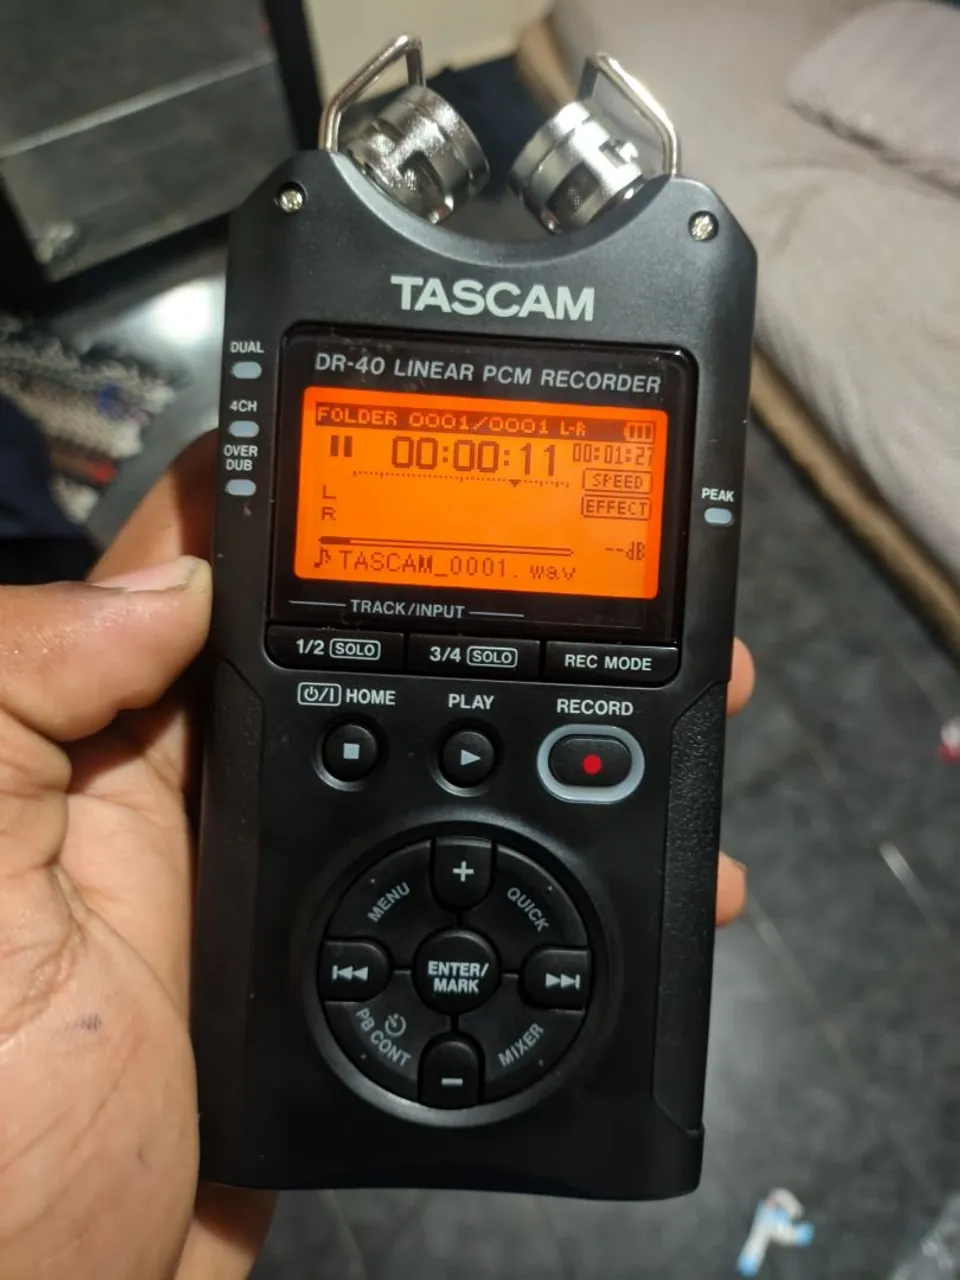 TASCAM
DR-40 LINEAR PCM RECORDER
FOLDER 0001/0001 L-R
00:00:11 00:01:27
SPEED
EFFECT
L
R
--dB
TASCAM_0001.wav
DUAL
4CH
OVER
DUB
PEAK
TRACK/INPUT
1/2 SOLO 3/4 SOLO REC MODE
⏻/I HOME PLAY RECORD
+
MENU QUICK
ENTER/
MARK
PB CONT MIXER
−